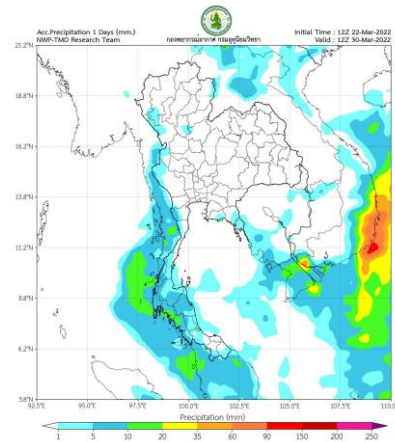 Acc.Precipitation 1 Days (mm.)
NWP-TMD Research Team
กองพยากรณ์อากาศ กรมอุตุนิยมวิทยา
Initial Time : 12Z 22-Mar-2022
Valid : 12Z 30-Mar-2022
21.2°N
16.2°N
13.8°N
11.2°N
8.8°N
6.2°N
3.8°N
92.5°E 95.0°E 97.5°E 100.0°E 102.5°E 105.0°E 107.5°E 110.0
Precipitation (mm)
1 5 10 20 35 60 90 150 200 250